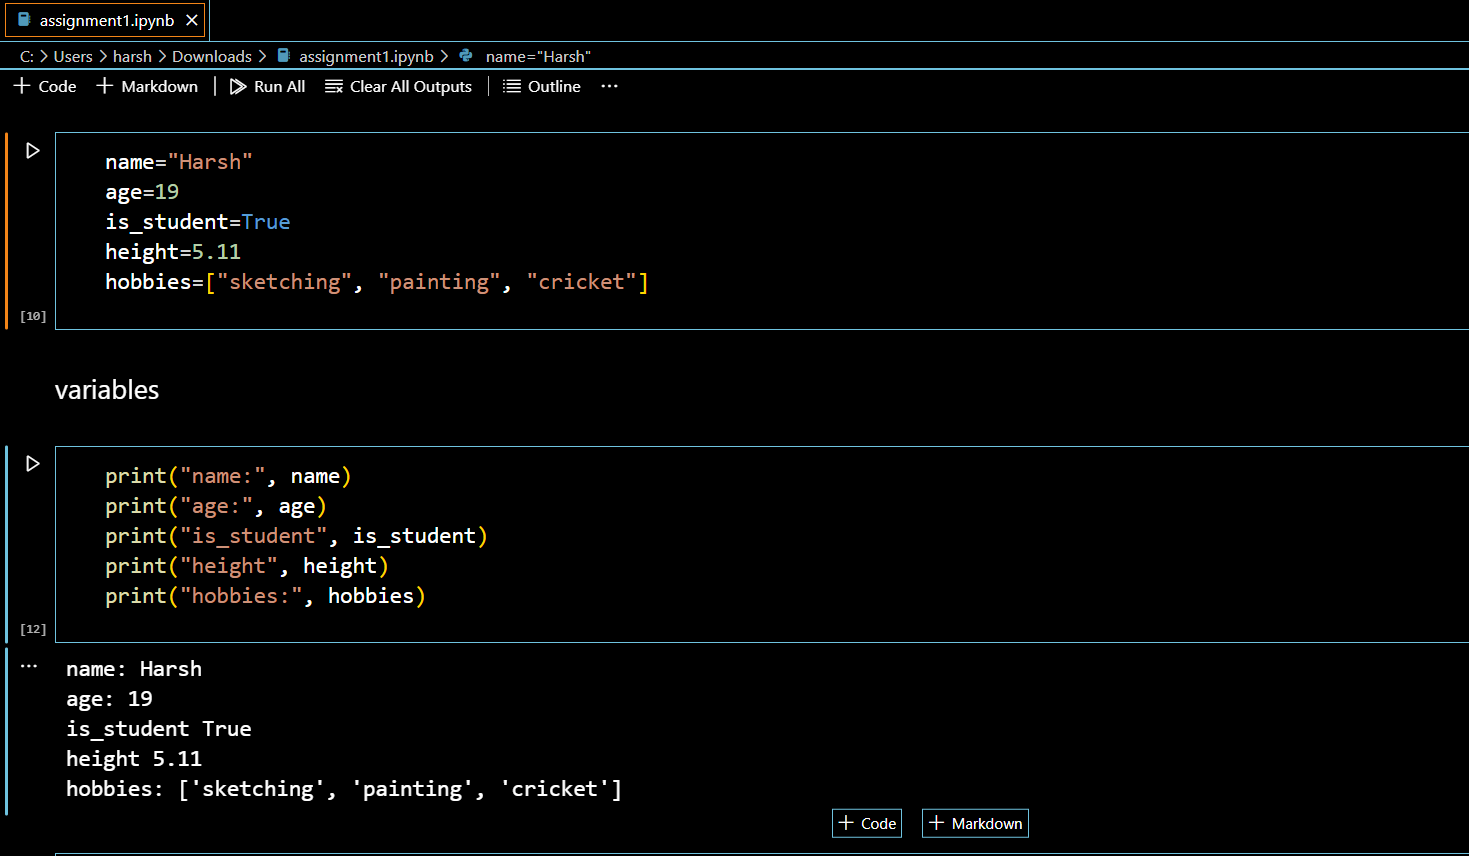 assignment1.ipynb
C: > Users > harsh > Downloads > assignment1.ipynb > name="Harsh"
+ Code + Markdown | Run All Clear All Outputs | Outline ...
name="Harsh"
age=19
is_student=True
height=5.11
hobbies=["sketching", "painting", "cricket"]
[10]
variables
print("name:", name)
print("age:", age)
print("is_student", is_student)
print("height", height)
print("hobbies:", hobbies)
[12]
... name: Harsh
age: 19
is_student True
height 5.11
hobbies: ['sketching', 'painting', 'cricket']
+ Code + Markdown